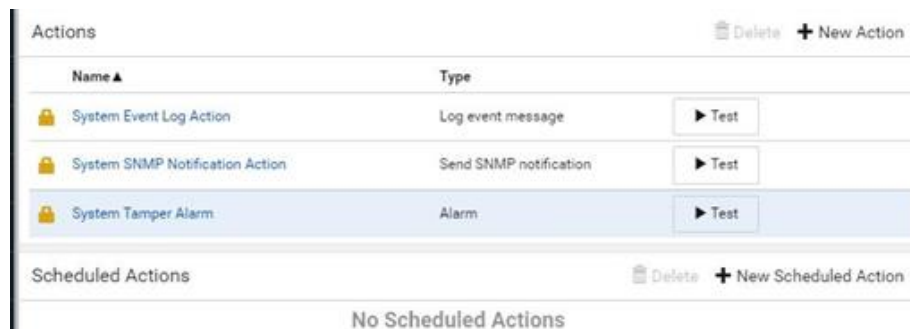 Actions Delete + New Action
Name▲ Type
System Event Log Action Log event message ▶ Test
System SNMP Notification Action Send SNMP notification ▶ Test
System Tamper Alarm Alarm ▶ Test
Scheduled Actions Delete + New Scheduled Action
No Scheduled Actions